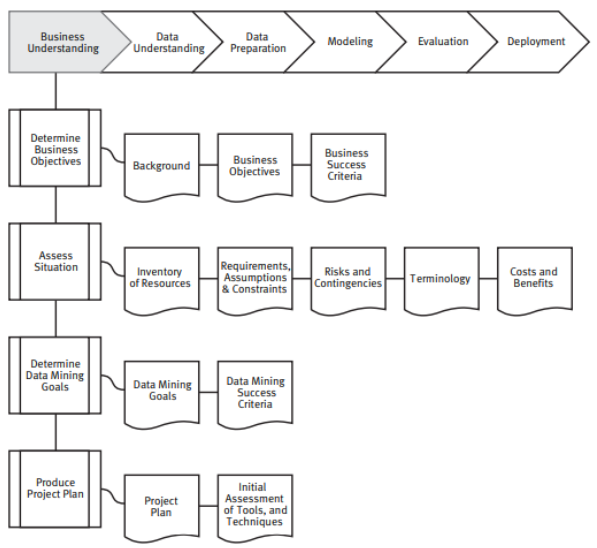 Business
Understanding
Data
Understanding
Data
Preparation
Modeling
Evaluation
Deployment
Determine
Business
Objectives
Background
Business
Objectives
Business
Success
Criteria
Assess
Situation
Inventory
of Resources
Requirements,
Assumptions
& Constraints
Risks and
Contingencies
Terminology
Costs and
Benefits
Determine
Data Mining
Goals
Data Mining
Goals
Data Mining
Success
Criteria
Produce
Project Plan
Project
Plan
Initial
Assessment
of Tools, and
Techniques